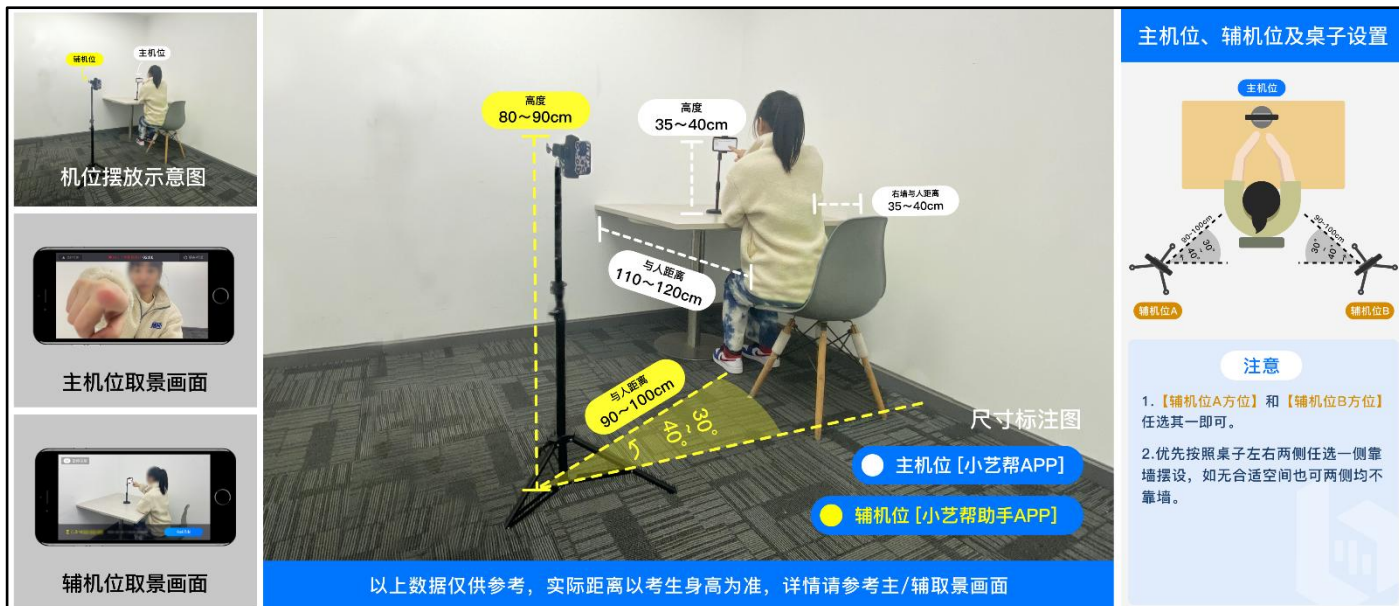 辅机位
主机位
机位摆放示意图
主机位取景画面
辅机位取景画面
高度
80～90cm
高度
35～40cm
右墙与人距离
35～40cm
与人距离
110～120cm
与人距离
90～100cm
30°
~
40°
尺寸标注图
主机位 [小艺帮APP]
辅机位 [小艺帮助手APP]
以上数据仅供参考，实际距离以考生身高为准，详情请参考主/辅取景画面
主机位、辅机位及桌子设置
主机位
90-100cm
30°
~
40°
90-100cm
30°
~
40°
辅机位A
辅机位B
注意
1.【辅机位A方位】和【辅机位B方位】
任选其一即可。
2.优先按照桌子左右两侧任选一侧靠
墙摆设，如无合适空间也可两侧均不
靠墙。